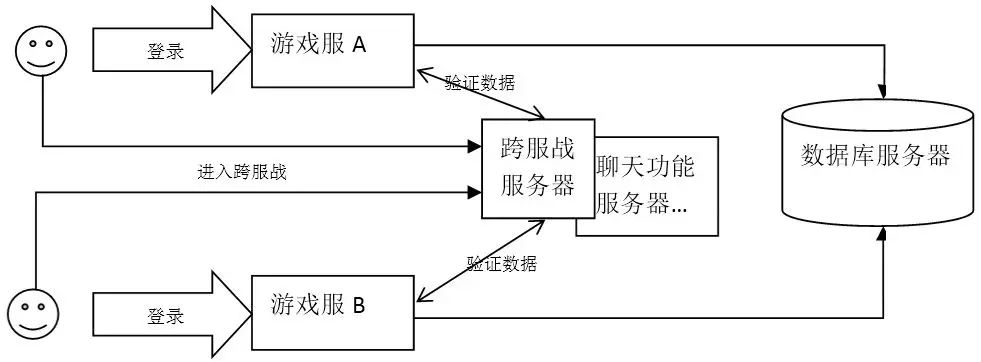 登录
游戏服 A
验证数据
跨服战
服务器
进入跨服战
聊天功能
服务器...
数据库服务器
验证数据
登录
游戏服 B